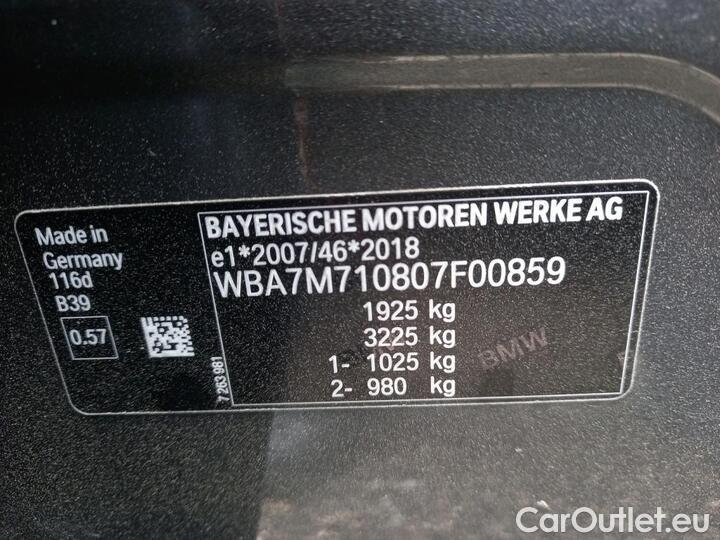 Made in
Germany
116d
B39
0.57
7 263 981
BAYERISCHE MOTOREN WERKE AG
e1*2007/46*2018
WBA7M710807F00859
1925 kg
3225 kg
1- 1025 kg
2- 980 kg
BMW
CarOutlet.eu